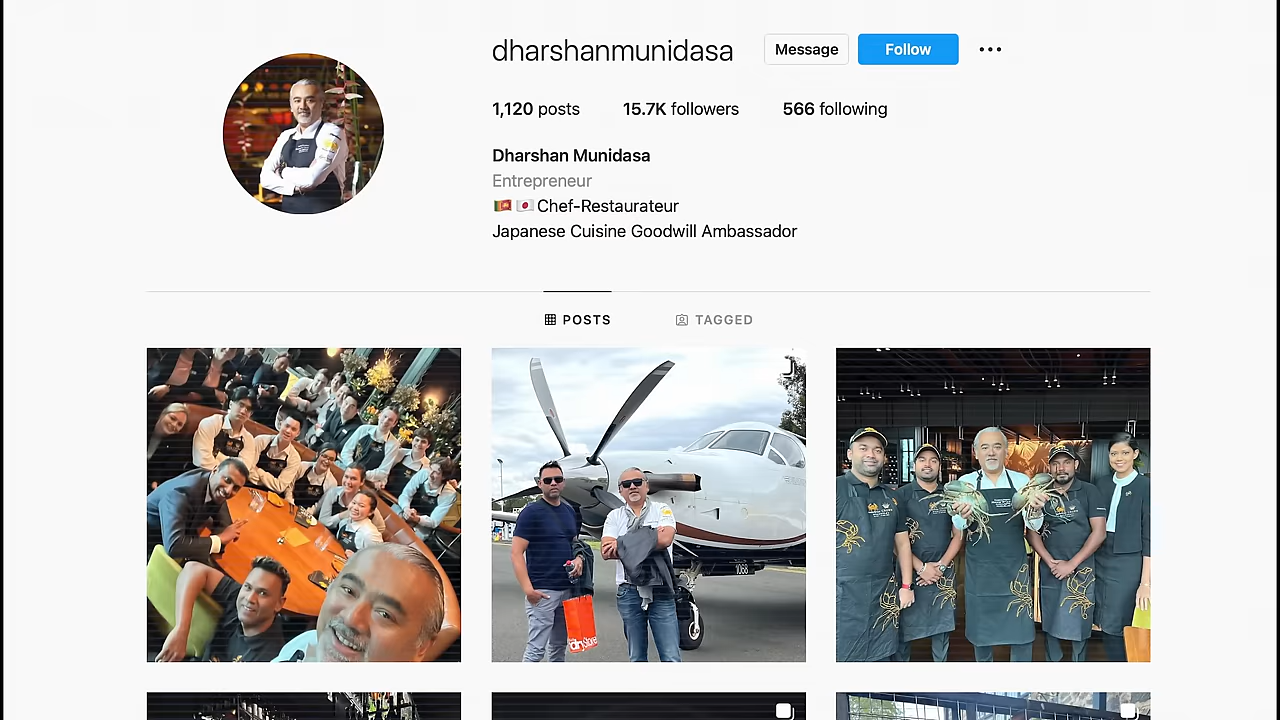 dharshanmunidasa Message Follow
1,120 posts 15.7K followers 566 following
Dharshan Munidasa
Entrepreneur
🇱🇰🇯🇵Chef-Restaurateur
Japanese Cuisine Goodwill Ambassador
POSTS TAGGED
1068